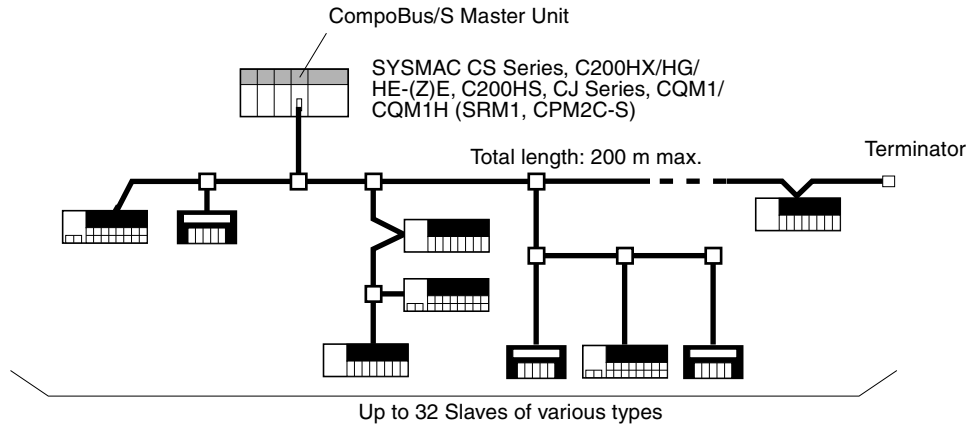 CompoBus/S Master Unit
SYSMAC CS Series, C200HX/HG/
HE-(Z)E, C200HS, CJ Series, CQM1/
CQM1H (SRM1, CPM2C-S)
Total length: 200 m max.
Terminator
Up to 32 Slaves of various types